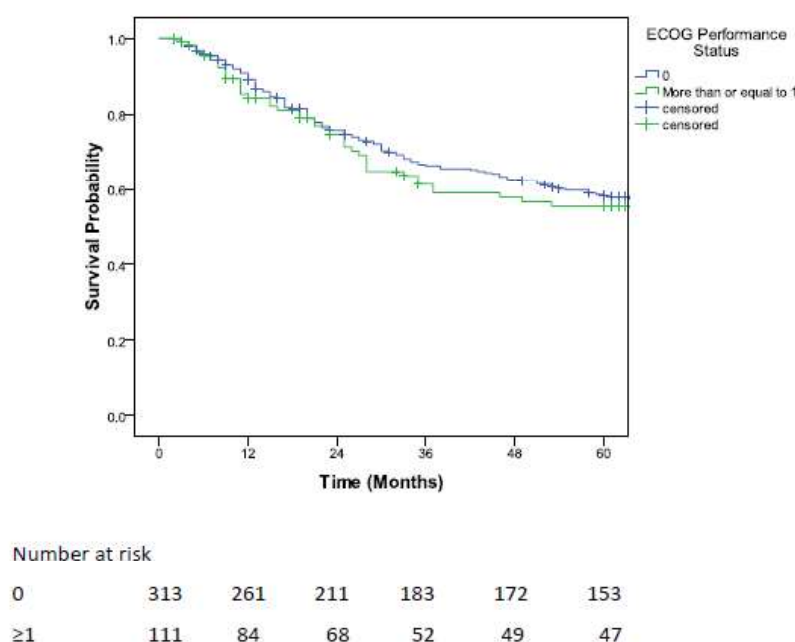 ECOG Performance
Status
0
More than or equal to 1
censored
censored
1.0
0.8
0.6
0.4
0.2
0.0
Survival Probability
0 12 24 36 48 60
Time (Months)
Number at risk
0 313 261 211 183 172 153
≥1 111 84 68 52 49 47